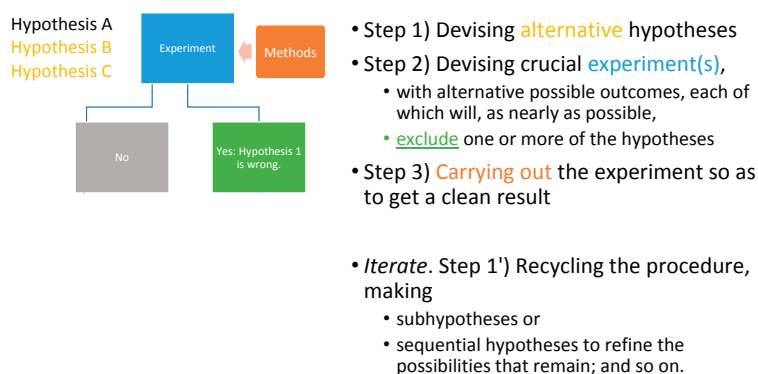 Hypothesis A
Hypothesis B
Hypothesis C
Experiment
Methods
No
Yes: Hypothesis 1
is wrong.
• Step 1) Devising alternative hypotheses
• Step 2) Devising crucial experiment(s),
• with alternative possible outcomes, each of
which will, as nearly as possible,
• exclude one or more of the hypotheses
• Step 3) Carrying out the experiment so as
to get a clean result
• Iterate. Step 1') Recycling the procedure,
making
• subhypotheses or
• sequential hypotheses to refine the
possibilities that remain; and so on.